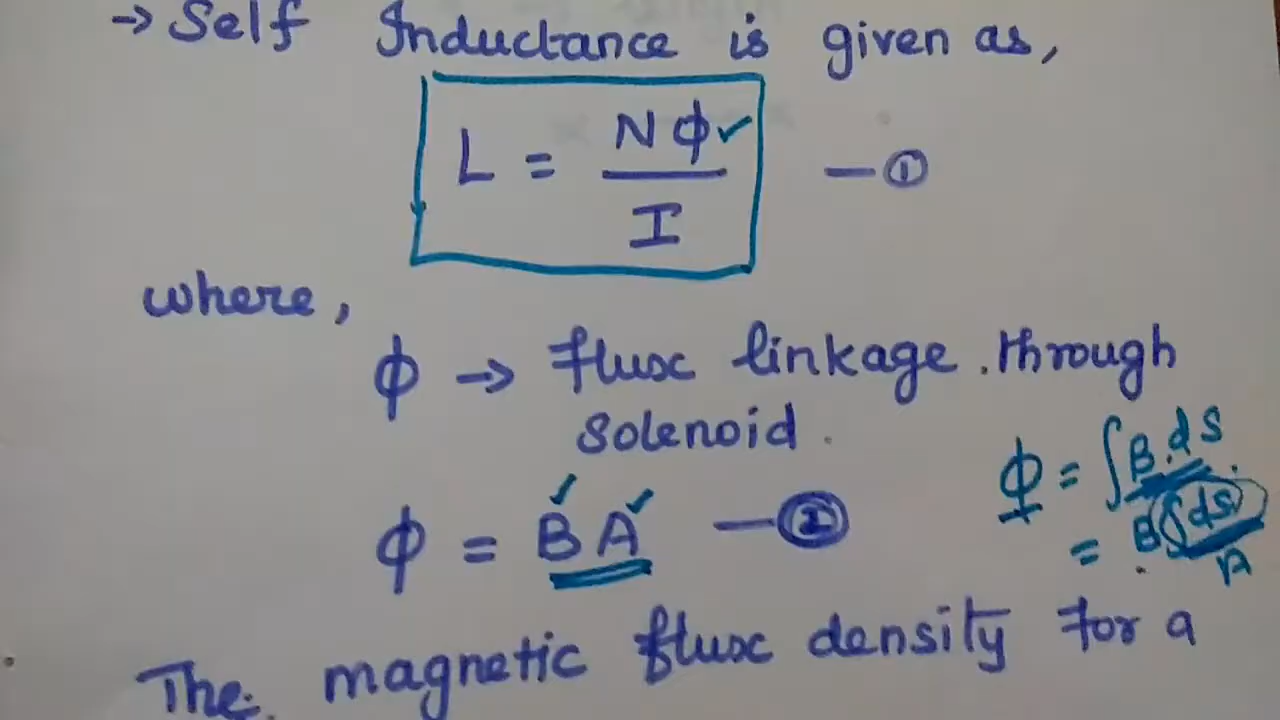 → Self Inductance is given as,
L = NΦ✓ / I —①
where,
Φ → flux linkage through
solenoid.
Φ = ∫B.ds
Φ = B✓A✓ —②
= B∫ds
A
The magnetic flux density for a